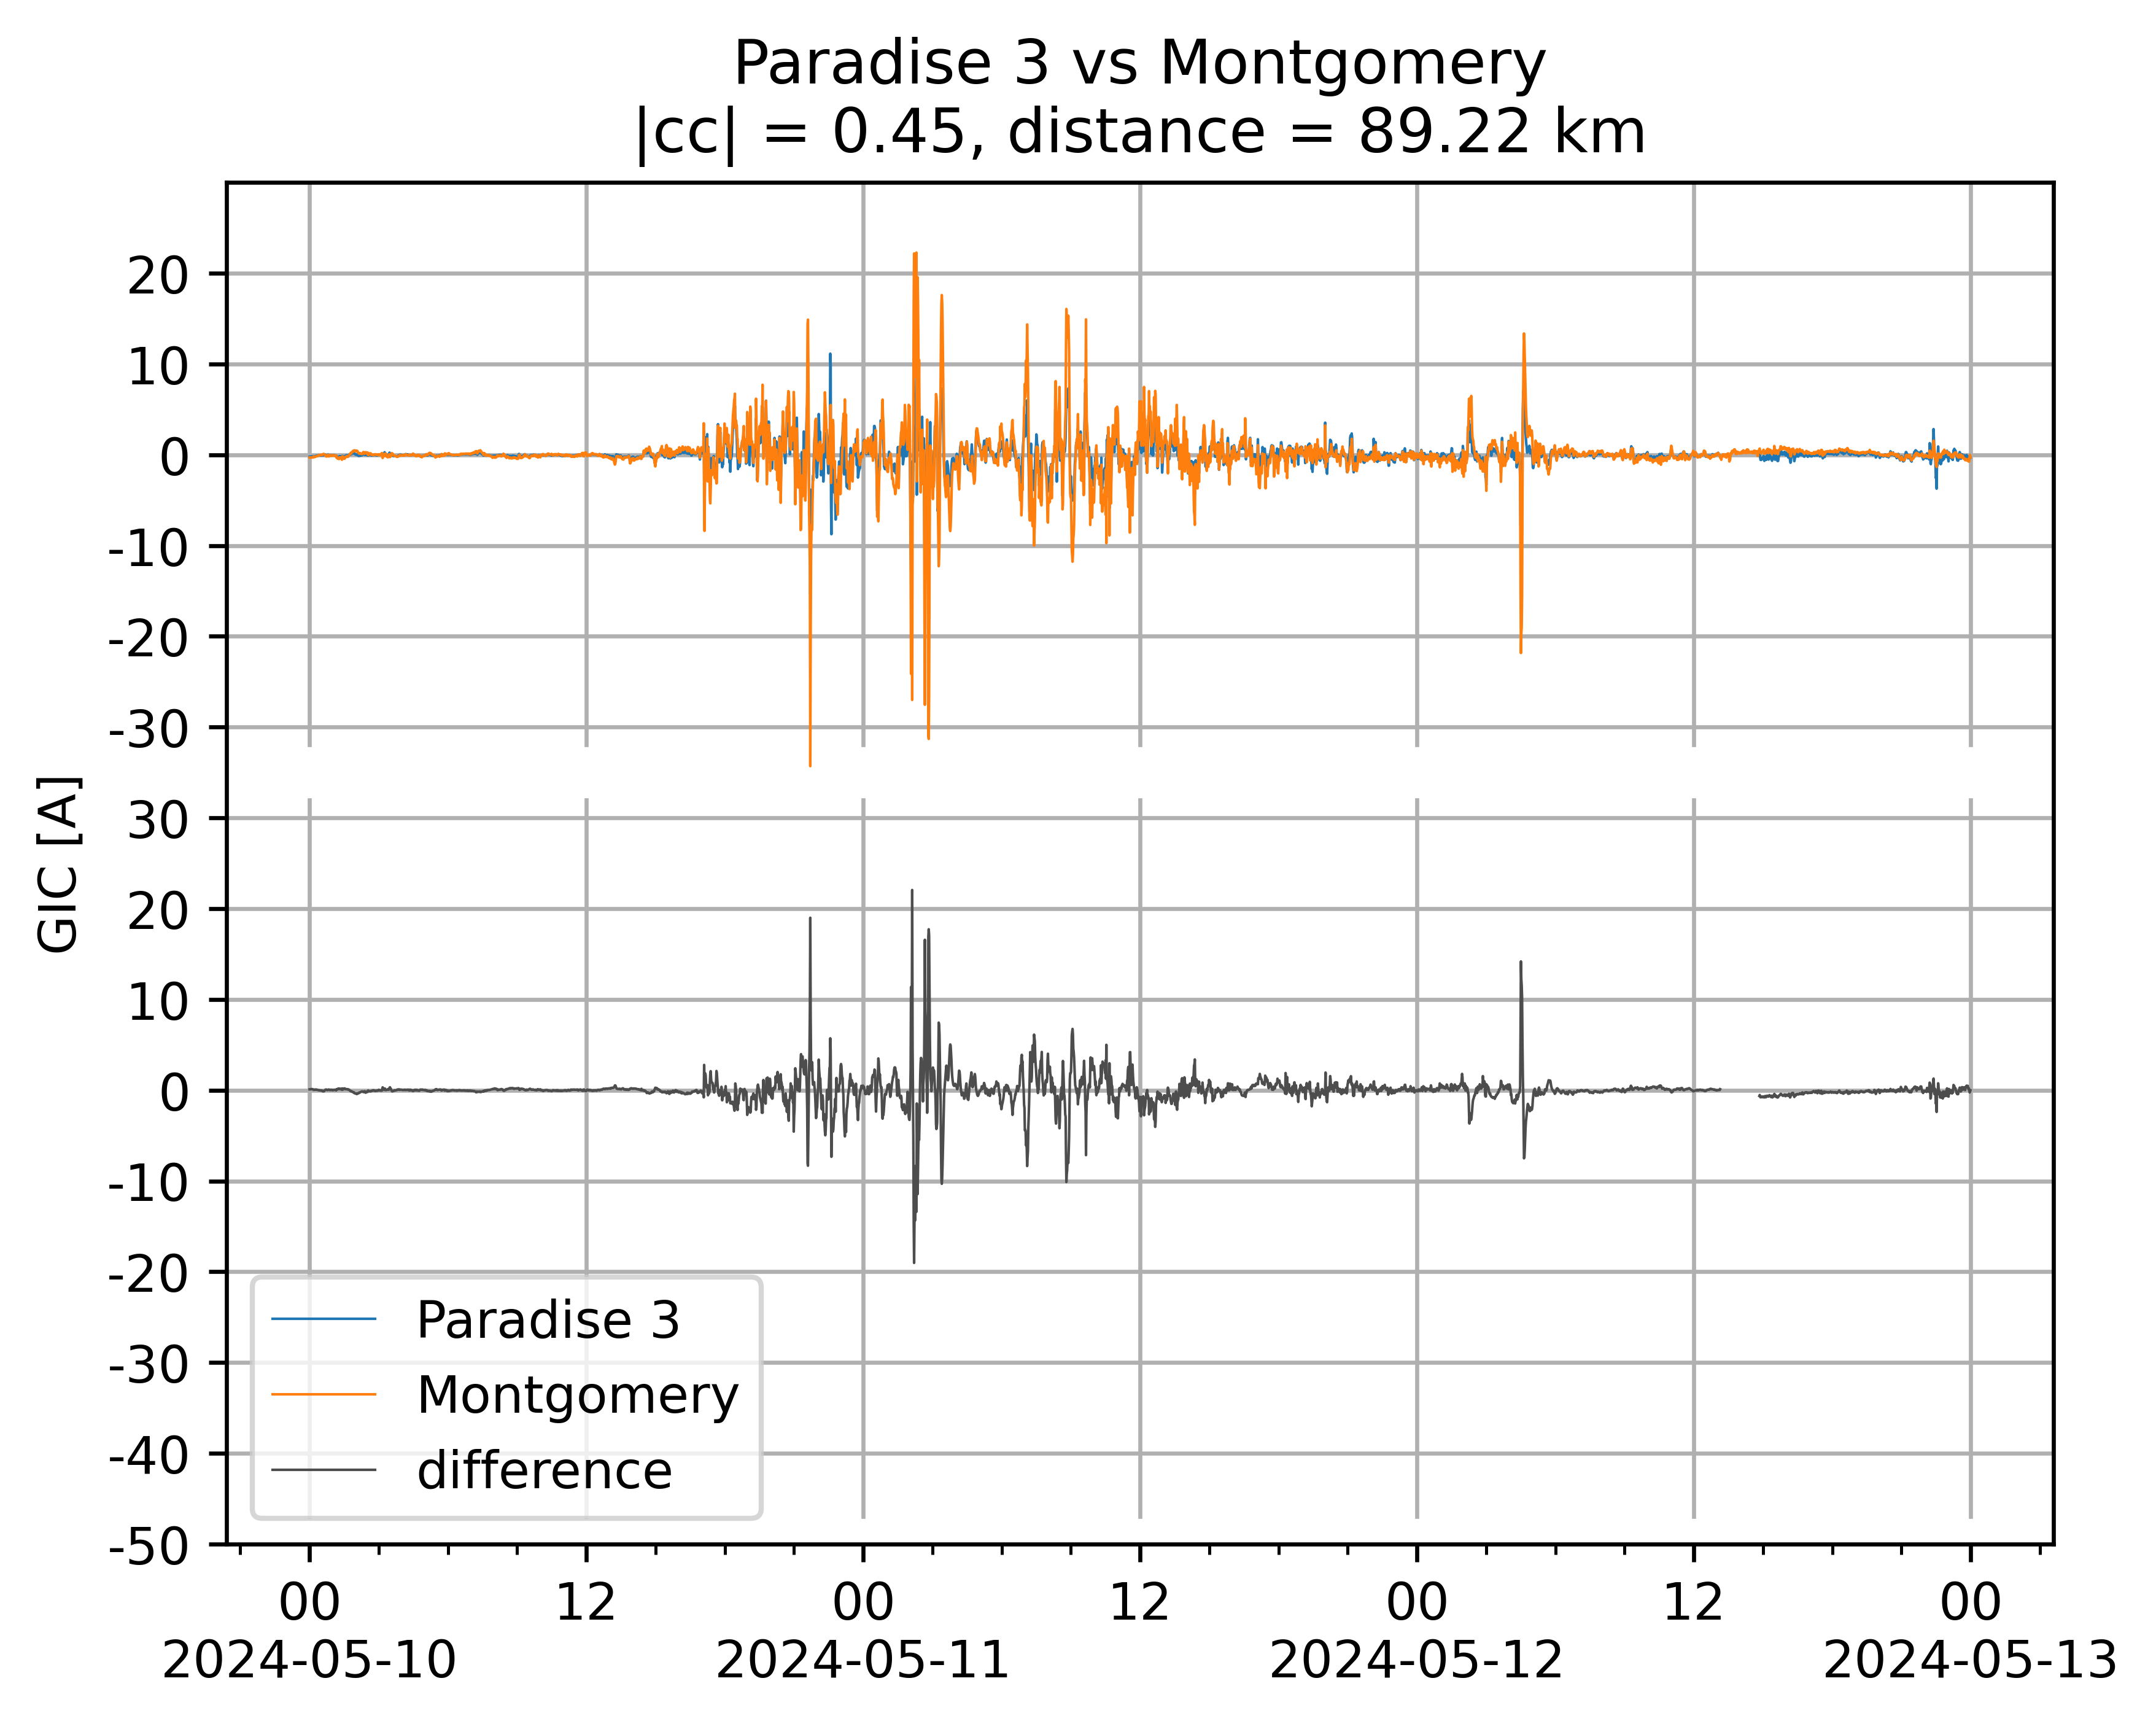 Paradise 3 vs Montgomery
|cc| = 0.45, distance = 89.22 km
20
10
0
-10
-20
-30
30
20
10
0
-10
-20
-30
-40
-50
GIC [A]
Paradise 3
Montgomery
difference
00 12 00 12 00 12 00
2024-05-10 2024-05-11 2024-05-12 2024-05-13